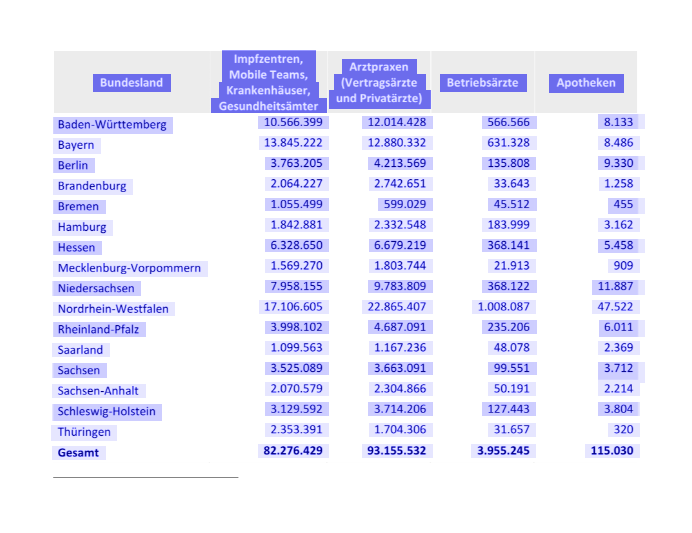 Bundesland Impfzentren, Mobile Teams, Krankenhäuser, Gesundheitsämter Arztpraxen (Vertragsärzte und Privatärzte) Betriebsärzte Apotheken
Baden-Württemberg 10.566.399 12.014.428 566.566 8.133
Bayern 13.845.222 12.880.332 631.328 8.486
Berlin 3.763.205 4.213.569 135.808 9.330
Brandenburg 2.064.227 2.742.651 33.643 1.258
Bremen 1.055.499 599.029 45.512 455
Hamburg 1.842.881 2.332.548 183.999 3.162
Hessen 6.328.650 6.679.219 368.141 5.458
Mecklenburg-Vorpommern 1.569.270 1.803.744 21.913 909
Niedersachsen 7.958.155 9.783.809 368.122 11.887
Nordrhein-Westfalen 17.106.605 22.865.407 1.008.087 47.522
Rheinland-Pfalz 3.998.102 4.687.091 235.206 6.011
Saarland 1.099.563 1.167.236 48.078 2.369
Sachsen 3.525.089 3.663.091 99.551 3.712
Sachsen-Anhalt 2.070.579 2.304.866 50.191 2.214
Schleswig-Holstein 3.129.592 3.714.206 127.443 3.804
Thüringen 2.353.391 1.704.306 31.657 320
Gesamt 82.276.429 93.155.532 3.955.245 115.030